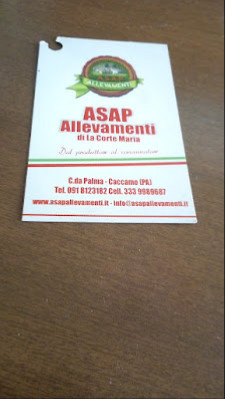 ALLEVAMENTI
ASAP
Allevamenti
di La Corte Maria
Dal produttore al consumatore
C.da Palma - Caccamo (PA)
Tel. 091 8123182 Cell. 333 9989687
www.asapallevamenti.it - info@asapallevamenti.it